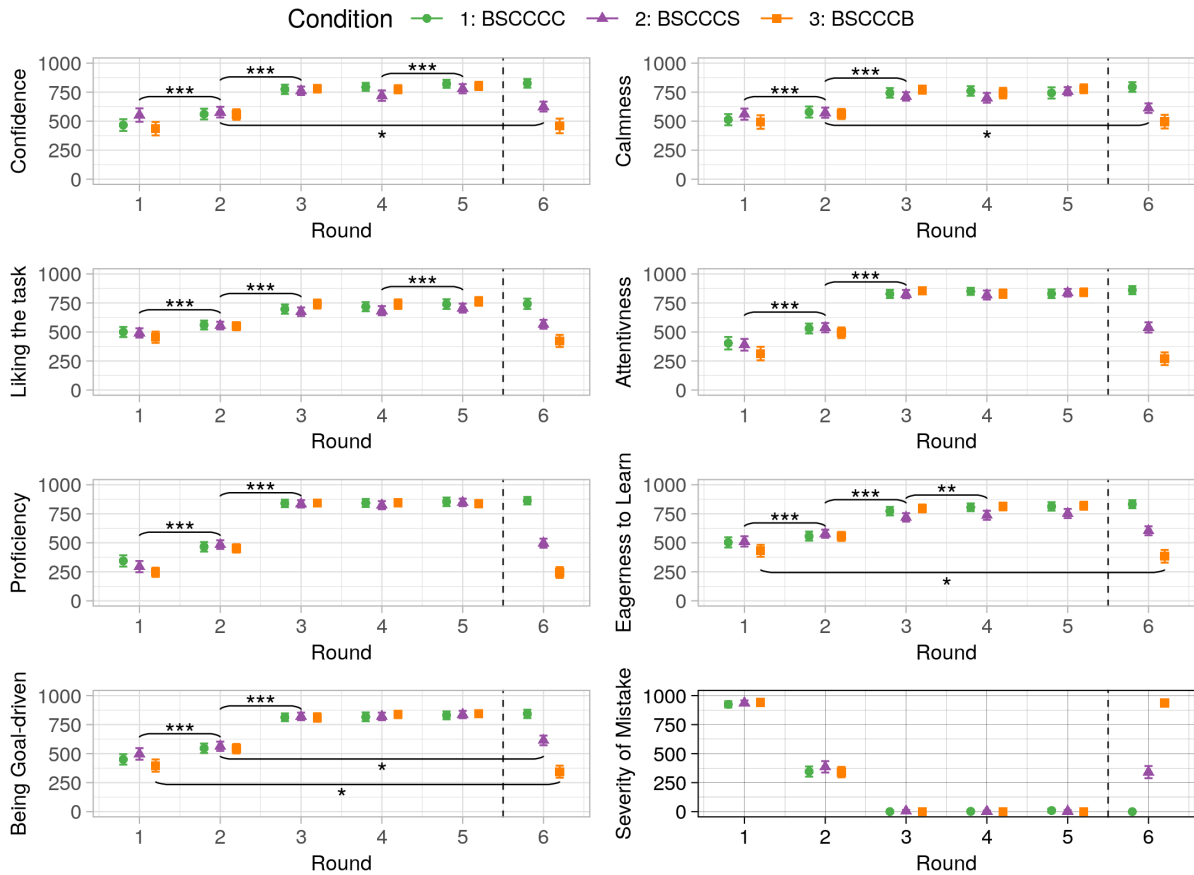 Condition 1: BSCCCC 2: BSCCCS 3: BSCCCB
Confidence
1000
750
500
250
0
***
***
***
*
1 2 3 4 5 6
Round
Calmness
1000
750
500
250
0
***
***
*
1 2 3 4 5 6
Round
Liking the task
1000
750
500
250
0
***
***
***
1 2 3 4 5 6
Round
Attentivness
1000
750
500
250
0
***
***
1 2 3 4 5 6
Round
Proficiency
1000
750
500
250
0
***
***
1 2 3 4 5 6
Round
Eagerness to Learn
1000
750
500
250
0
***
***
**
*
1 2 3 4 5 6
Round
Being Goal-driven
1000
750
500
250
0
***
***
*
*
1 2 3 4 5 6
Round
Severity of Mistake
1000
750
500
250
0
1 2 3 4 5 6
Round